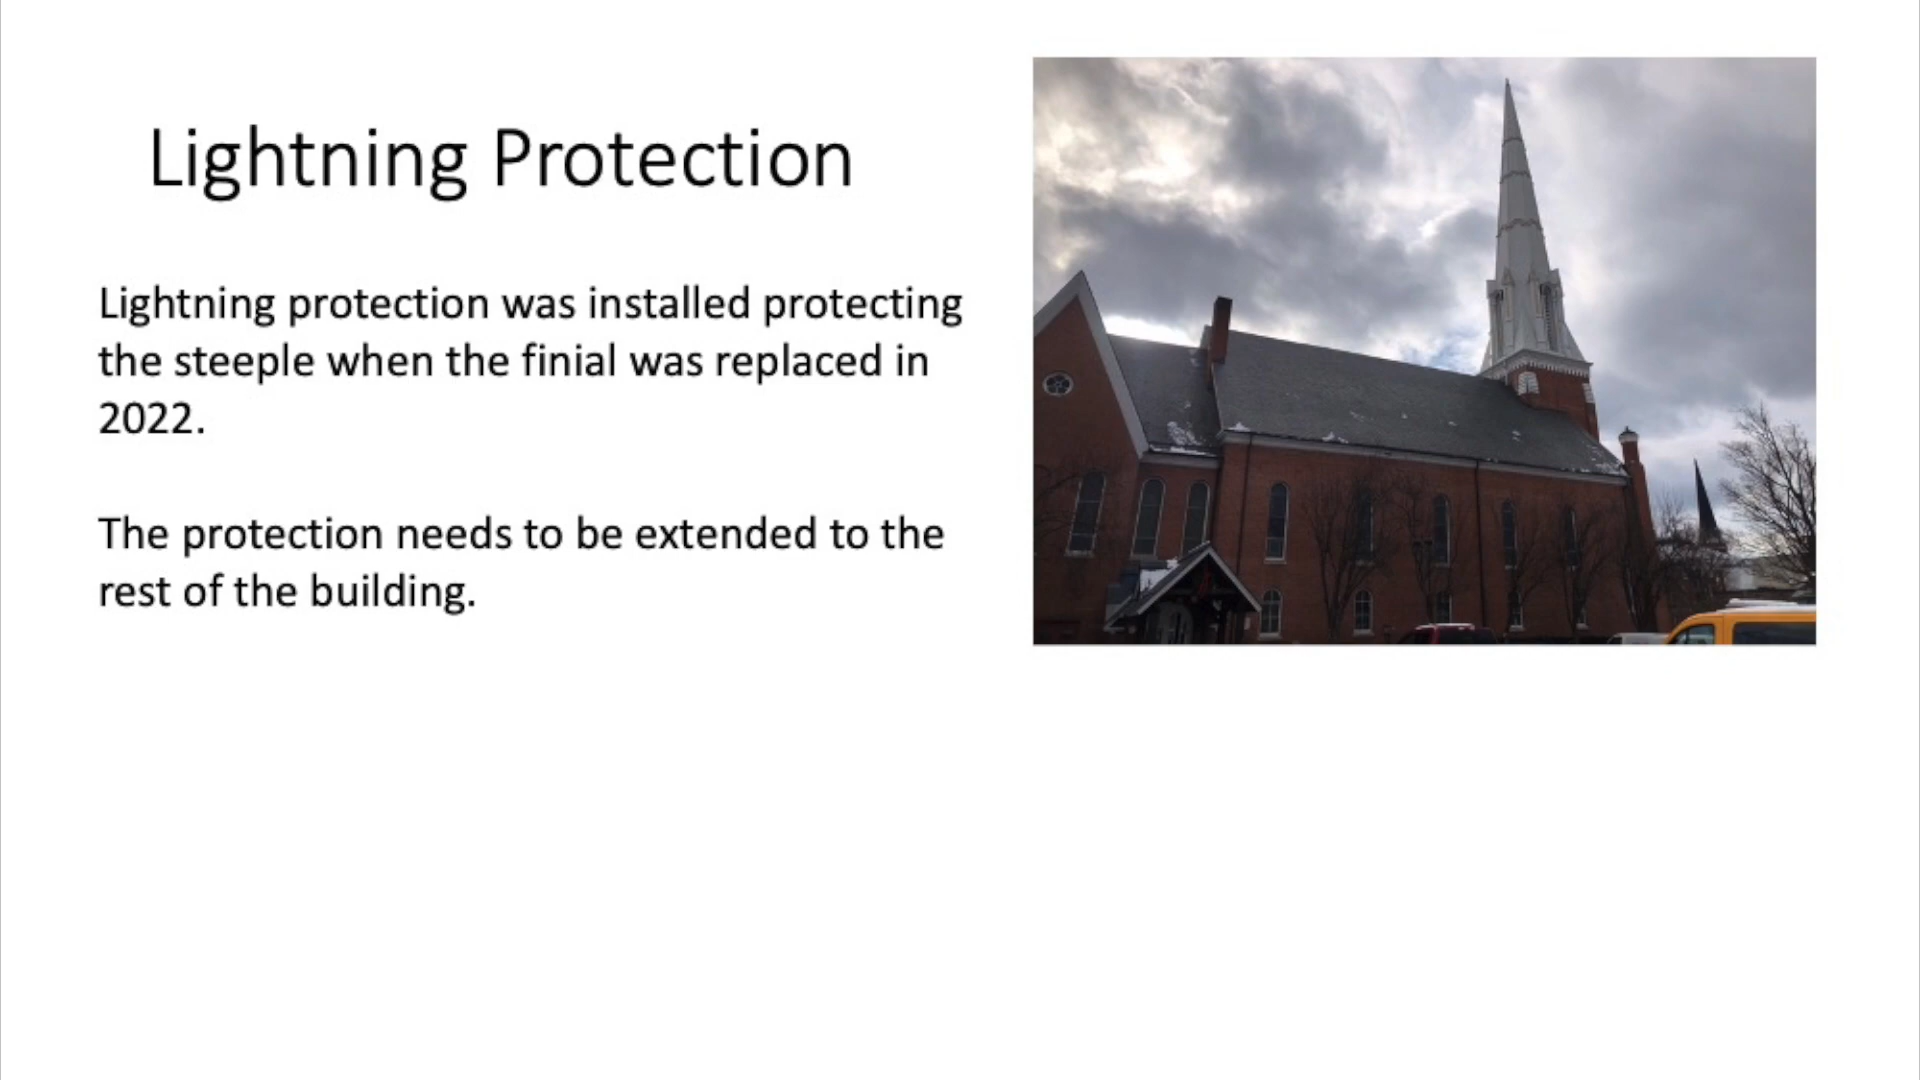 Lightning Protection
Lightning protection was installed protecting
the steeple when the finial was replaced in
2022.
The protection needs to be extended to the
rest of the building.